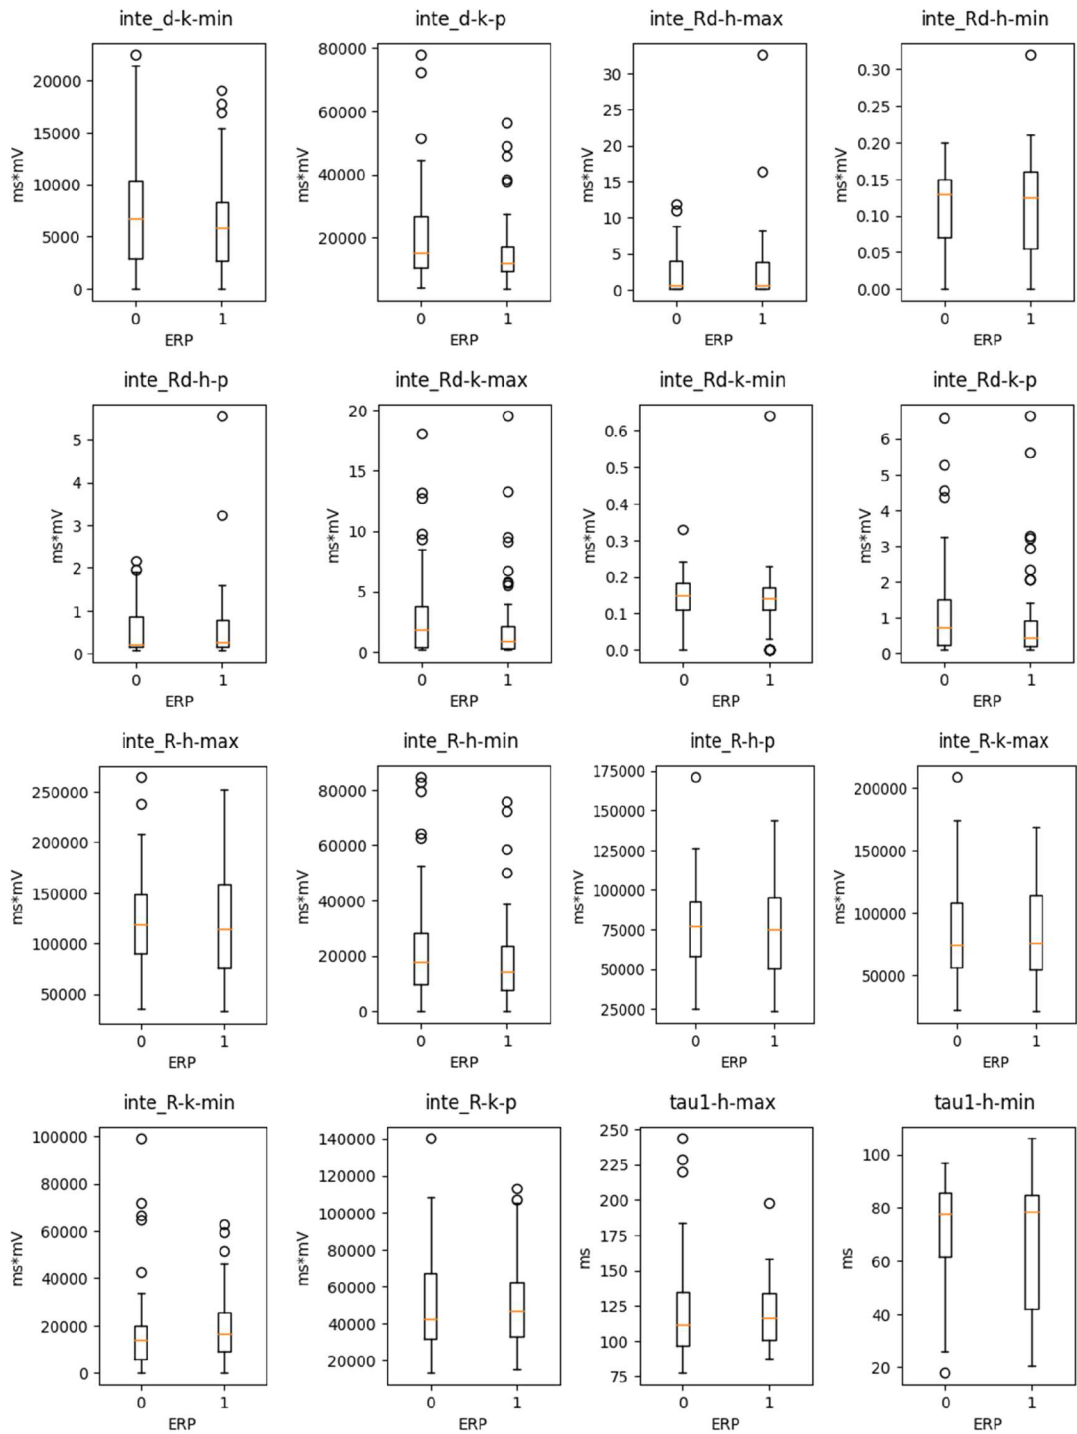 inte_d-k-min
inte_d-k-p
inte_Rd-h-max
inte_Rd-h-min
ms*mV
20000
15000
10000
5000
0
0
1
ERP
ms*mV
80000
60000
40000
20000
0
1
ERP
ms*mV
30
25
20
15
10
5
0
0
1
ERP
ms*mV
0.30
0.25
0.20
0.15
0.10
0.05
0.00
0
1
ERP
inte_Rd-h-p
inte_Rd-k-max
inte_Rd-k-min
inte_Rd-k-p
ms*mV
5
4
3
2
1
0
0
1
ERP
ms*mV
20
15
10
5
0
0
1
ERP
ms*mV
0.6
0.5
0.4
0.3
0.2
0.1
0.0
0
1
ERP
ms*mV
6
5
4
3
2
1
0
0
1
ERP
inte_R-h-max
inte_R-h-min
inte_R-h-p
inte_R-k-max
ms*mV
250000
200000
150000
100000
50000
0
1
ERP
ms*mV
80000
60000
40000
20000
0
0
1
ERP
ms*mV
175000
150000
125000
100000
75000
50000
25000
0
1
ERP
ms*mV
200000
150000
100000
50000
0
1
ERP
inte_R-k-min
inte_R-k-p
tau1-h-max
tau1-h-min
ms*mV
100000
80000
60000
40000
20000
0
0
1
ERP
ms*mV
140000
120000
100000
80000
60000
40000
20000
0
1
ERP
ms
250
225
200
175
150
125
100
75
0
1
ERP
ms
100
80
60
40
20
0
1
ERP